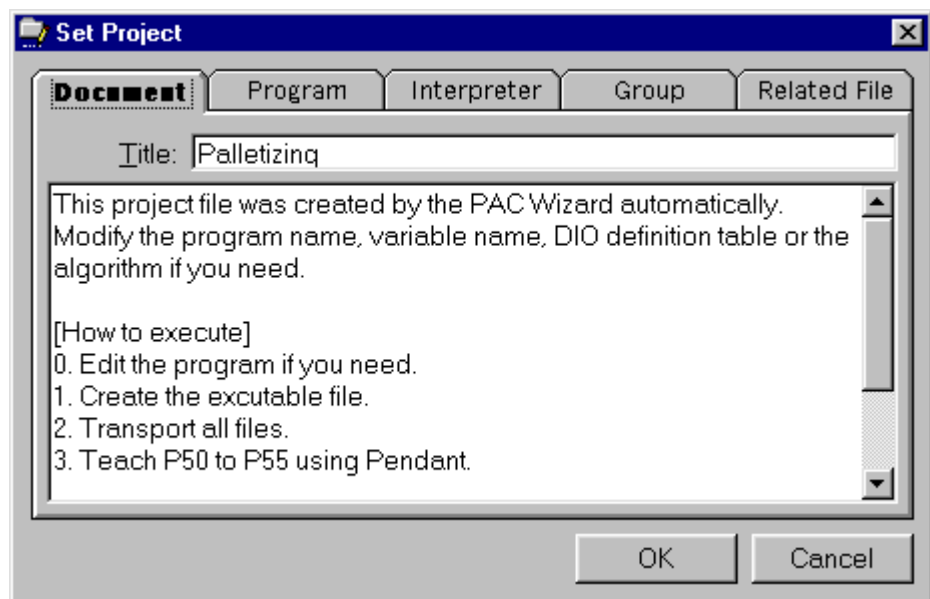 Set Project
Document Program Interpreter Group Related File
Title: Palletizing
This project file was created by the PAC Wizard automatically.
Modify the program name, variable name, DIO definition table or the
algorithm if you need.
[How to execute]
0. Edit the program if you need.
1. Create the excutable file.
2. Transport all files.
3. Teach P50 to P55 using Pendant.
OK Cancel